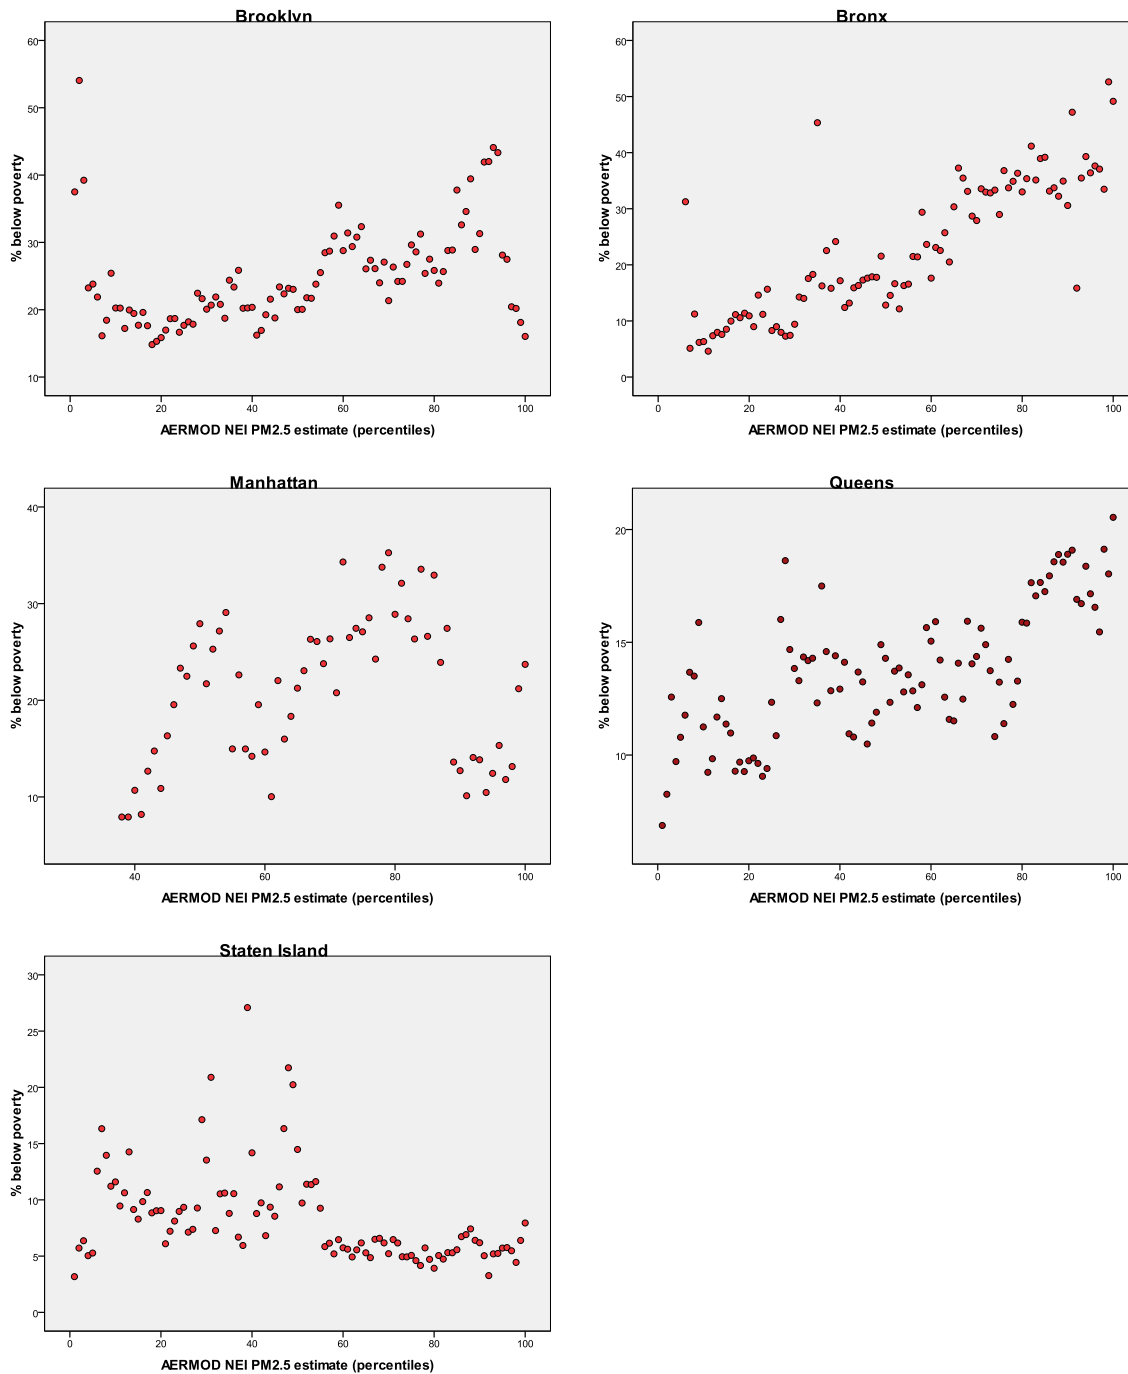 Brooklyn
60
50
40
30
20
10
% below poverty
0 20 40 60 80 100
AERMOD NEI PM2.5 estimate (percentiles)
Bronx
60
50
40
30
20
10
0
% below poverty
0 20 40 60 80 100
AERMOD NEI PM2.5 estimate (percentiles)
Manhattan
40
30
20
10
% below poverty
40 60 80 100
AERMOD NEI PM2.5 estimate (percentiles)
Queens
20
15
10
% below poverty
0 20 40 60 80 100
AERMOD NEI PM2.5 estimate (percentiles)
Staten Island
30
25
20
15
10
5
0
% below poverty
0 20 40 60 80 100
AERMOD NEI PM2.5 estimate (percentiles)